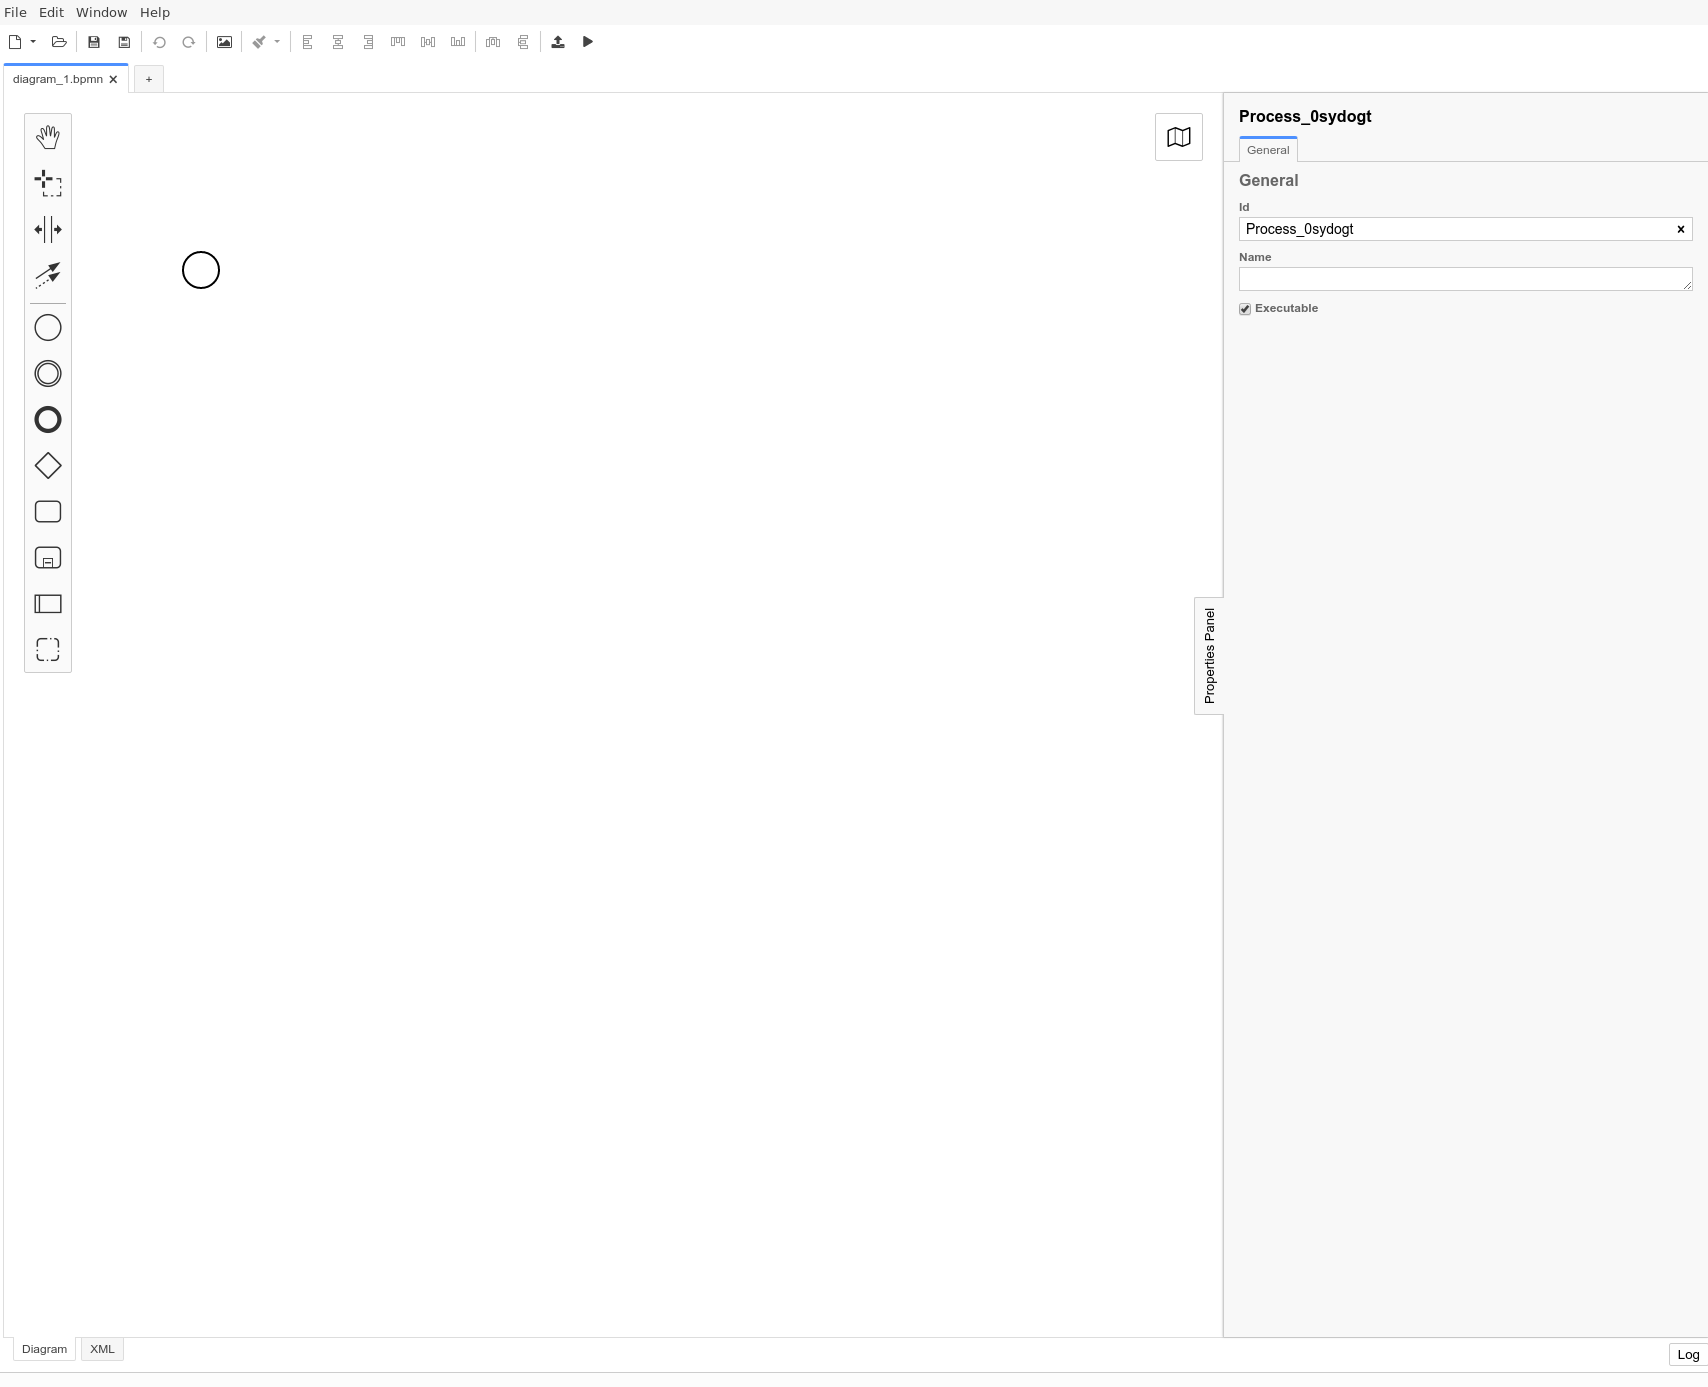 File Edit Window Help
diagram_1.bpmn × +
Process_0sydogt
General
General
Id
Process_0sydogt ×
Name
Executable
Properties Panel
Diagram XML
Log